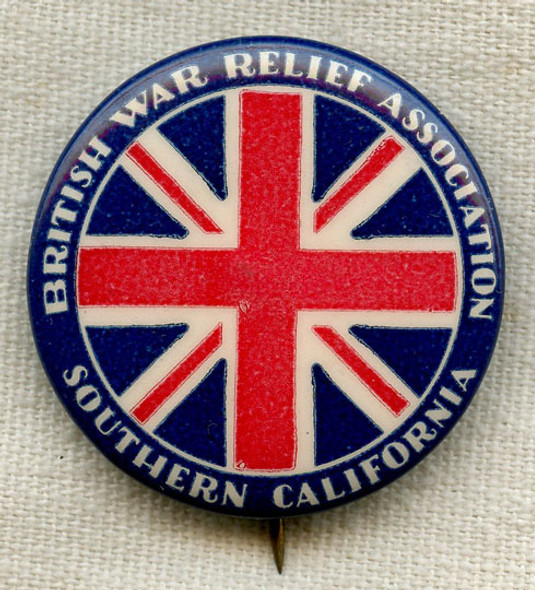 BRITISH WAR RELIEF ASSOCIATION
SOUTHERN CALIFORNIA